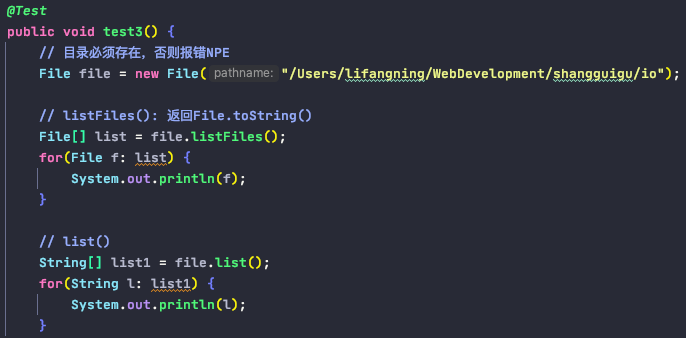 @Test
public void test3() {
// 目录必须存在，否则报错NPE
File file = new File( pathname: "/Users/lifangning/WebDevelopment/shangguigu/io");
// listFiles(): 返回File.toString()
File[] list = file.listFiles();
for(File f: list) {
System.out.println(f);
}
// list()
String[] list1 = file.list();
for(String l: list1) {
System.out.println(l);
}